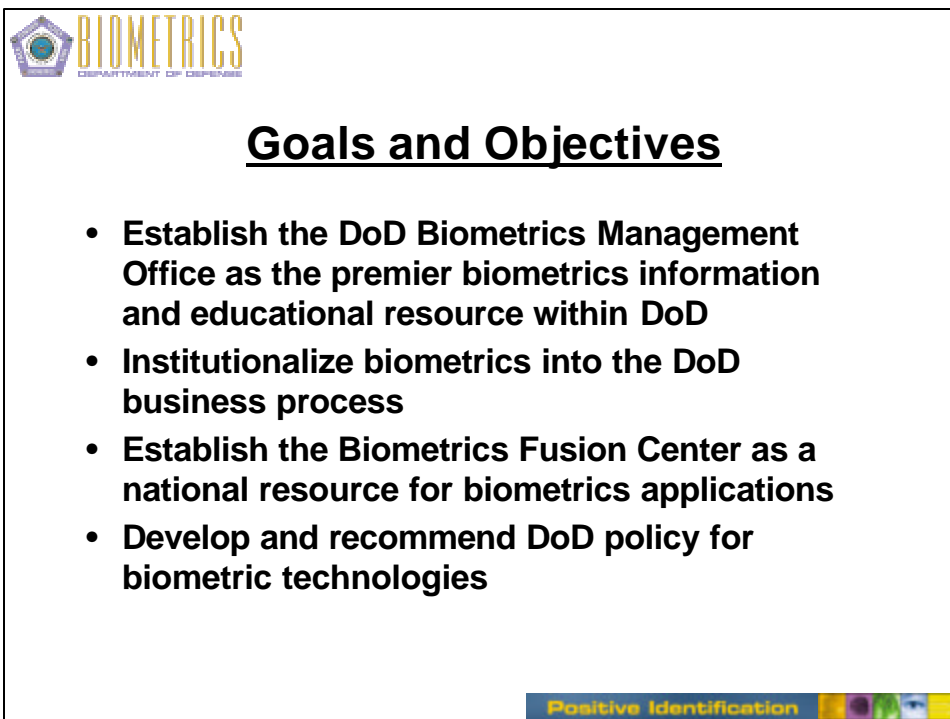 BIOMETRICS
DEPARTMENT OF DEFENSE
Goals and Objectives
• Establish the DoD Biometrics Management
Office as the premier biometrics information
and educational resource within DoD
• Institutionalize biometrics into the DoD
business process
• Establish the Biometrics Fusion Center as a
national resource for biometrics applications
• Develop and recommend DoD policy for
biometric technologies
Positive Identification